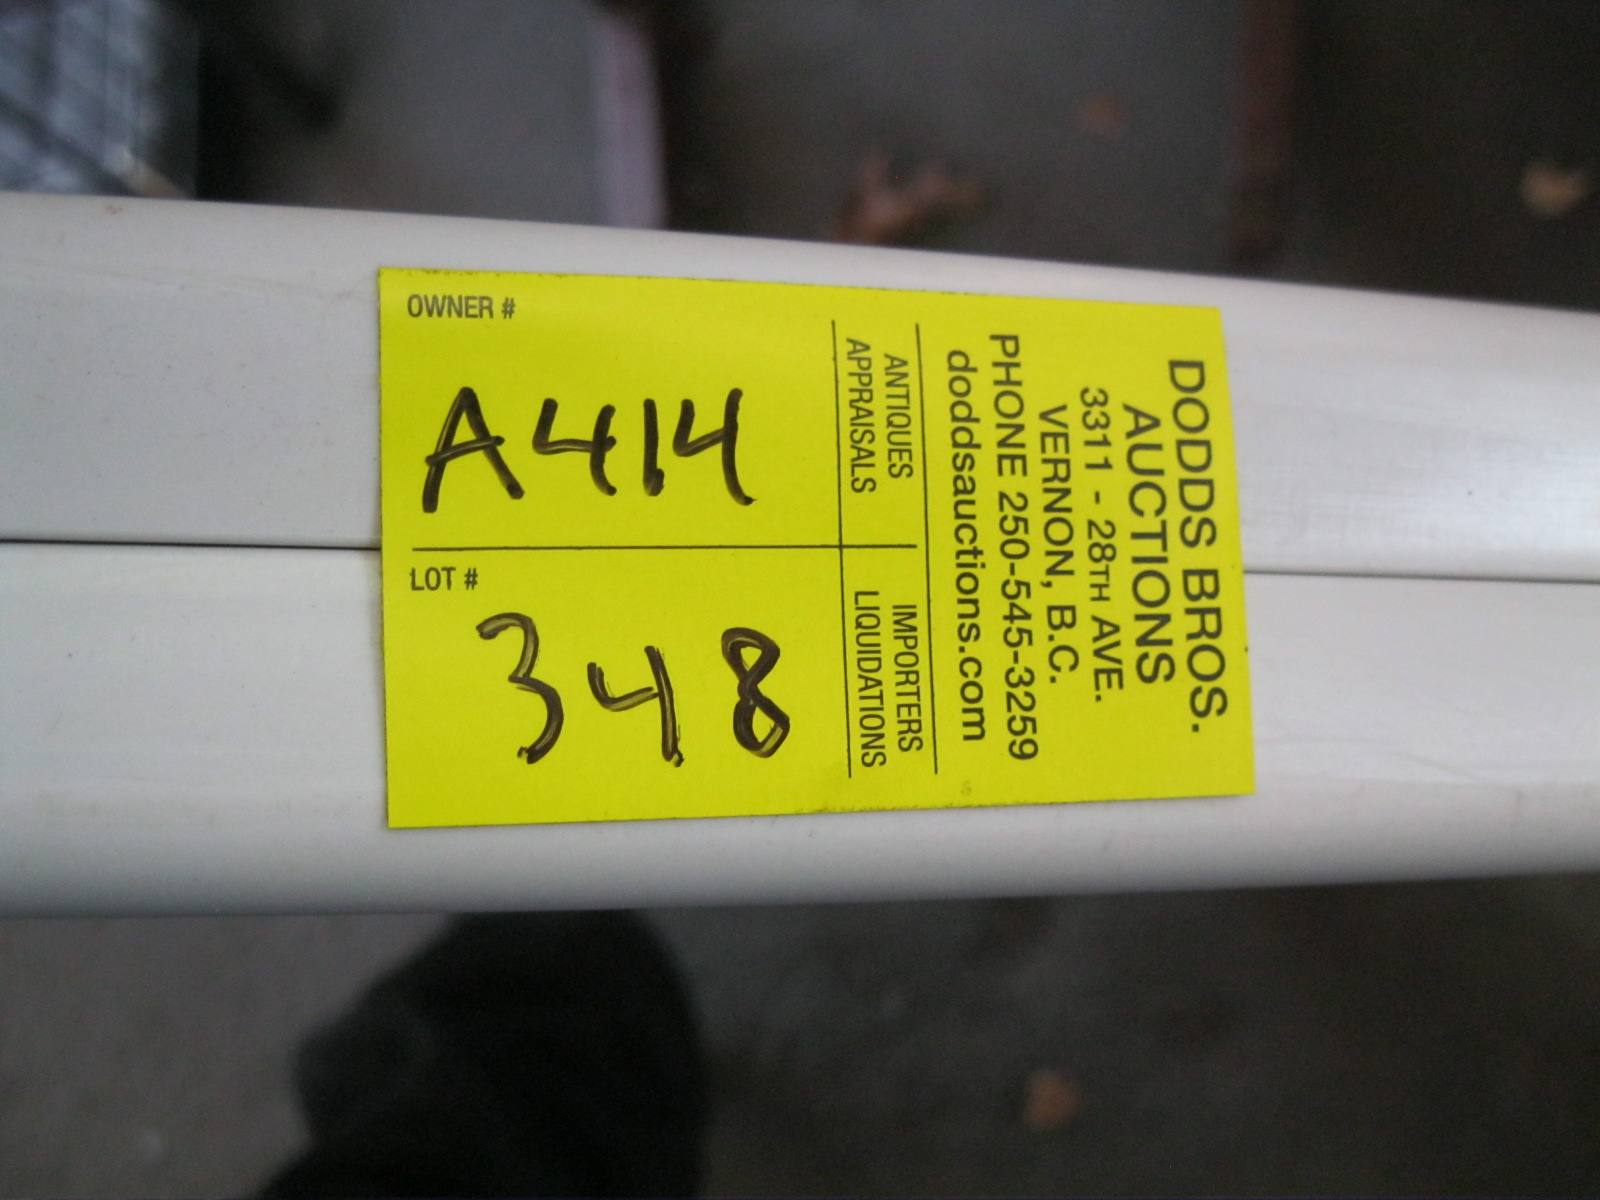 DODDS BROS.
AUCTIONS
3311 - 28TH AVE.
VERNON, B.C.
PHONE 250-545-3259
doddsauctions.com
ANTIQUES
APPRAISALS
IMPORTERS
LIQUIDATIONS
OWNER #
A414
LOT #
348